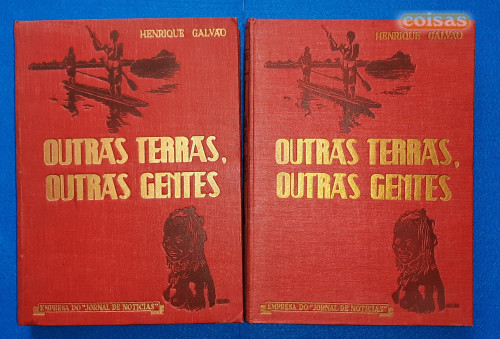 coisas
HENRIQUE GALVÃO
OUTRAS TERRAS,
OUTRAS GENTES
EMPRESA DO "JORNAL DE NOTÍCIAS"
HENRIQUE GALVÃO
OUTRAS TERRAS,
OUTRAS GENTES
EMPRESA DO "JORNAL DE NOTÍCIAS"